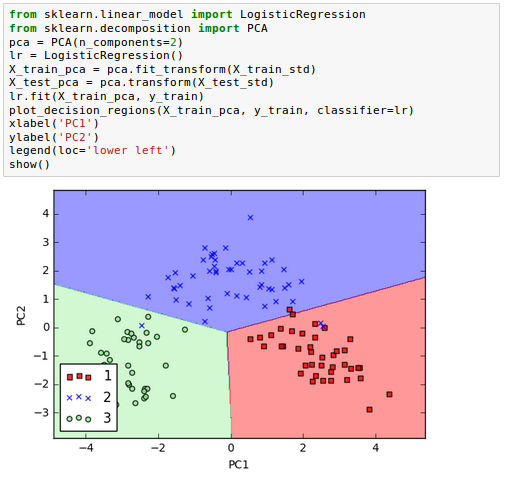 from sklearn.linear_model import LogisticRegression
from sklearn.decomposition import PCA
pca = PCA(n_components=2)
lr = LogisticRegression()
X_train_pca = pca.fit_transform(X_train_std)
X_test_pca = pca.transform(X_test_std)
lr.fit(X_train_pca, y_train)
plot_decision_regions(X_train_pca, y_train, classifier=lr)
xlabel('PC1')
ylabel('PC2')
legend(loc='lower left')
show()
4
3
2
1
0
−1
−2
−3
PC2
1
2
3
−4
−2
0
2
4
PC1